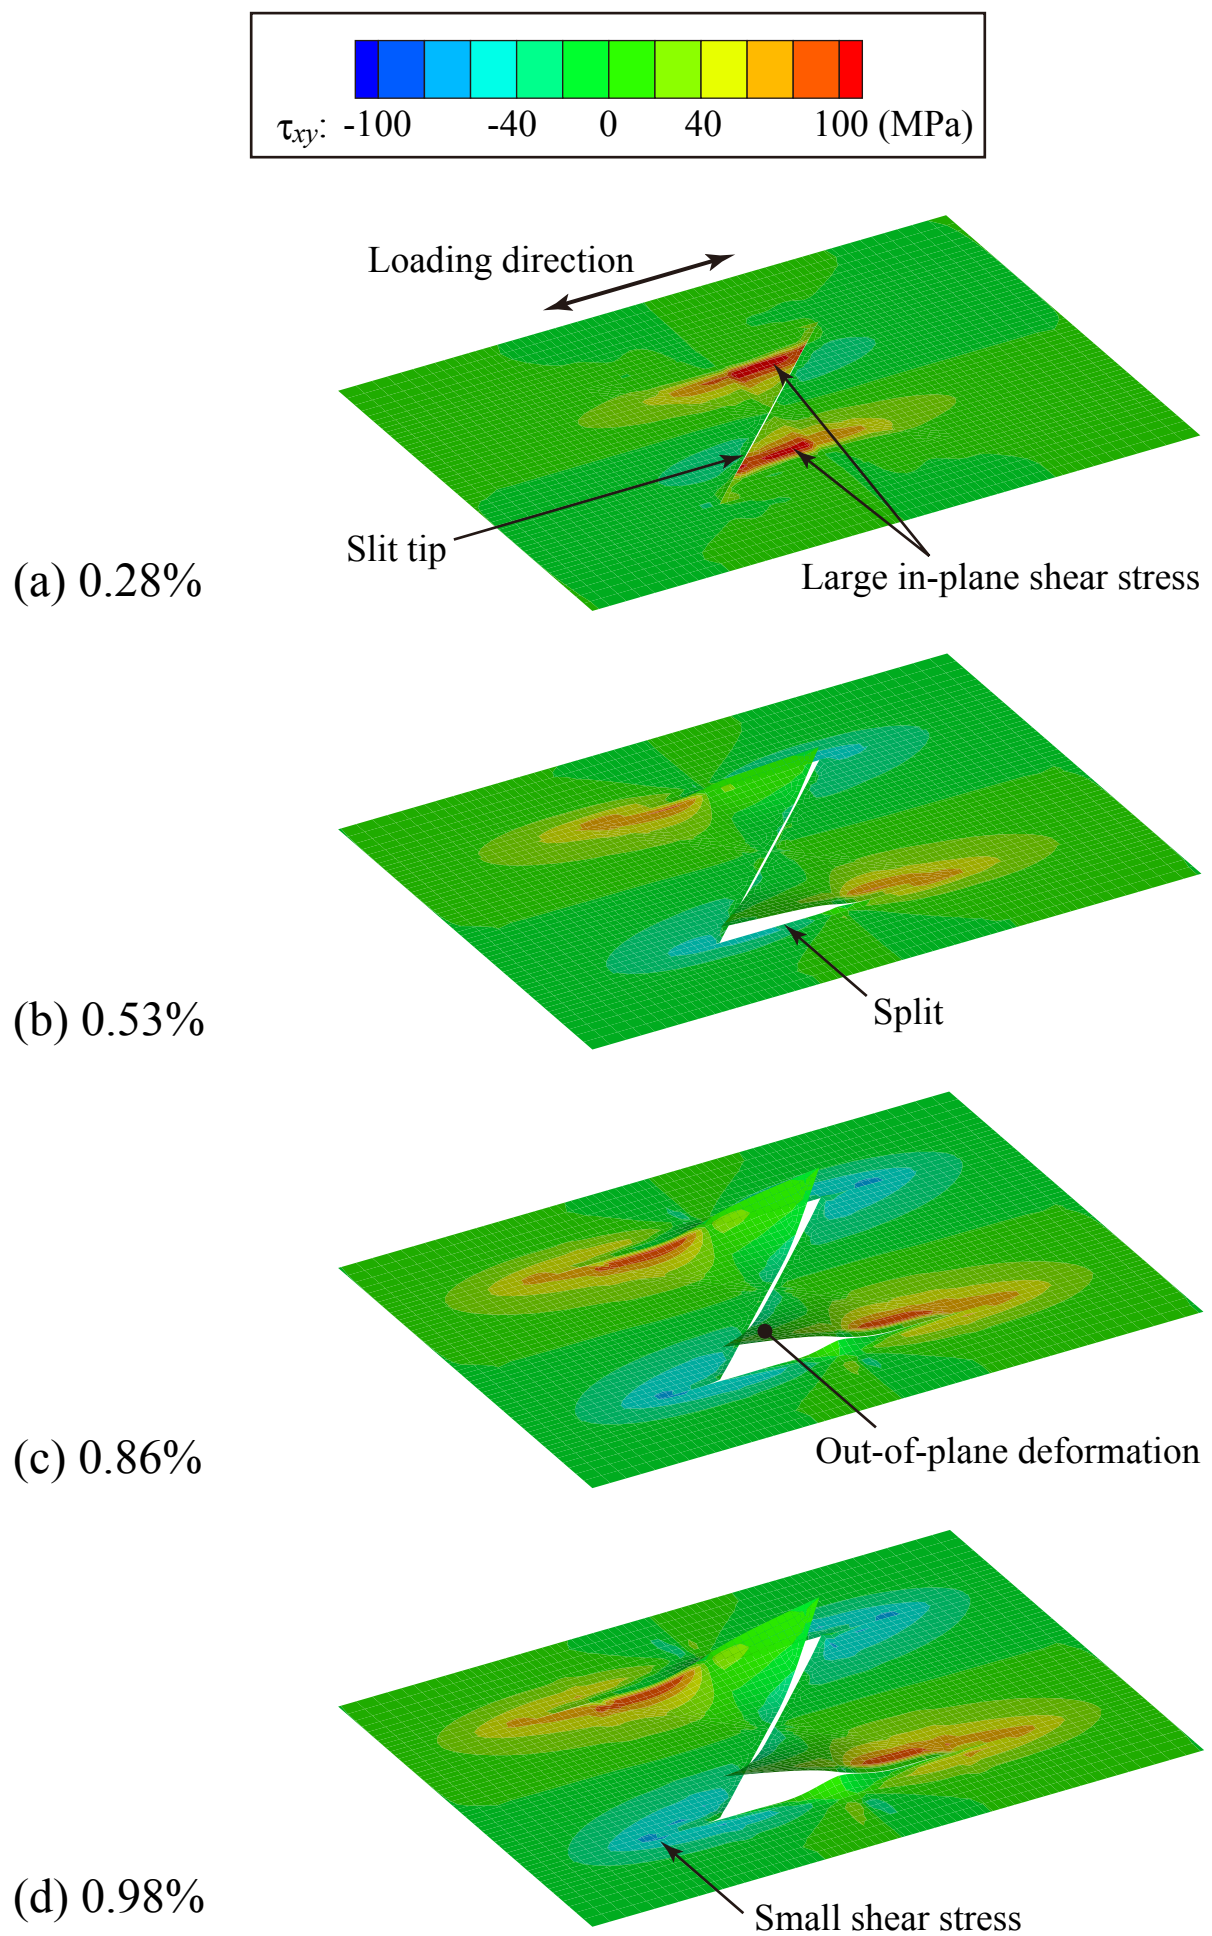 τxy: -100 -40 0 40 100 (MPa)
Loading direction
Slit tip
Large in-plane shear stress
(a) 0.28%
Split
(b) 0.53%
Out-of-plane deformation
(c) 0.86%
(d) 0.98%
Small shear stress